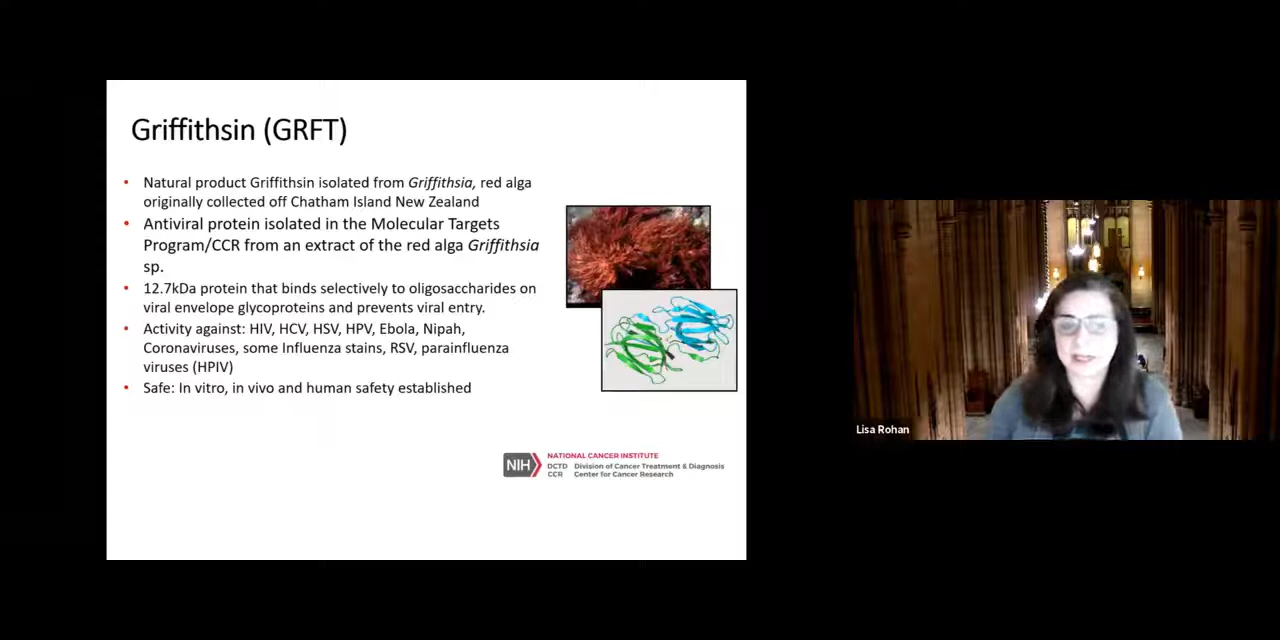 Griffithsin (GRFT)
• Natural product Griffithsin isolated from Griffithsia, red alga
originally collected off Chatham Island New Zealand
• Antiviral protein isolated in the Molecular Targets
Program/CCR from an extract of the red alga Griffithsia
sp.
• 12.7kDa protein that binds selectively to oligosaccharides on
viral envelope glycoproteins and prevents viral entry.
• Activity against: HIV, HCV, HSV, HPV, Ebola, Nipah,
Coronaviruses, some Influenza stains, RSV, parainfluenza
viruses (HPIV)
• Safe: In vitro, in vivo and human safety established
NIH
NATIONAL CANCER INSTITUTE
DCTD Division of Cancer Treatment & Diagnosis
CCR Center for Cancer Research
Lisa Rohan